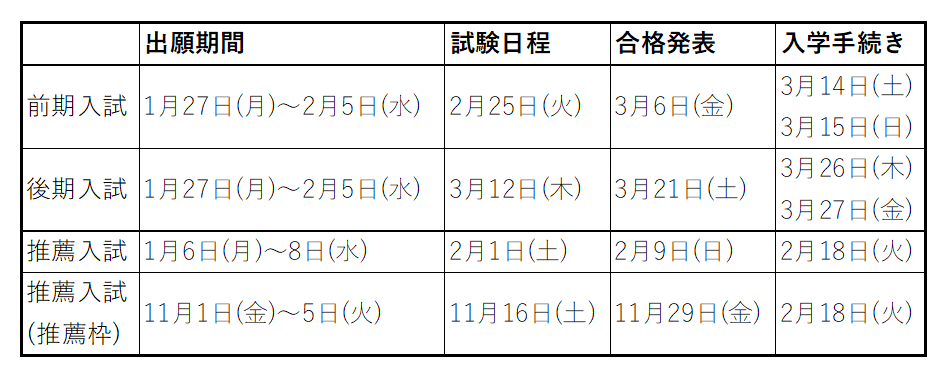 出願期間 試験日程 合格発表 入学手続き
前期入試 1月27日(月)～2月5日(水) 2月25日(火) 3月6日(金) 3月14日(土)
3月15日(日)
後期入試 1月27日(月)～2月5日(水) 3月12日(木) 3月21日(土) 3月26日(木)
3月27日(金)
推薦入試 1月6日(月)～8日(水) 2月1日(土) 2月9日(日) 2月18日(火)
推薦入試
(推薦枠) 11月1日(金)～5日(火) 11月16日(土) 11月29日(金) 2月18日(火)